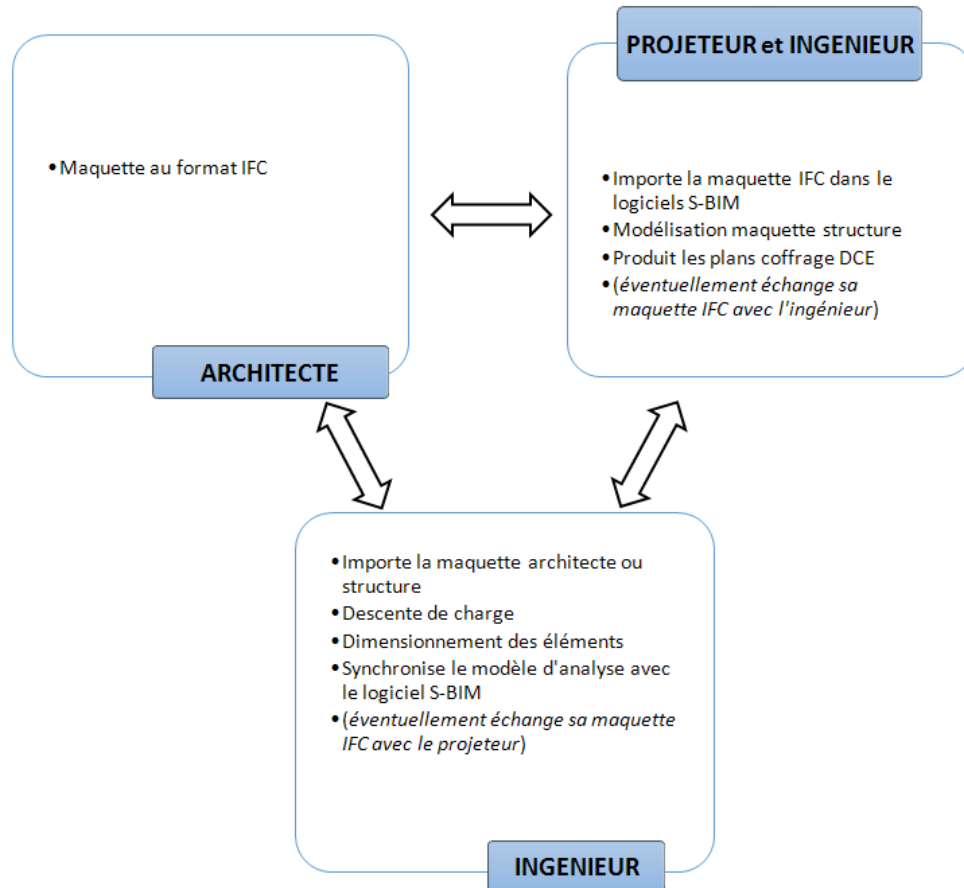 • Maquette au format IFC
ARCHITECTE
PROJETEUR et INGENIEUR
• Importe la maquette IFC dans le
logiciels S-BIM
• Modélisation maquette structure
• Produit les plans coffrage DCE
• (éventuellement échange sa
maquette IFC avec l'ingénieur)
• Importe la maquette architecte ou
structure
• Descente de charge
• Dimensionnement des éléments
• Synchronise le modèle d'analyse avec
le logiciel S-BIM
• (éventuellement échange sa maquette
IFC avec le projeteur)
INGENIEUR